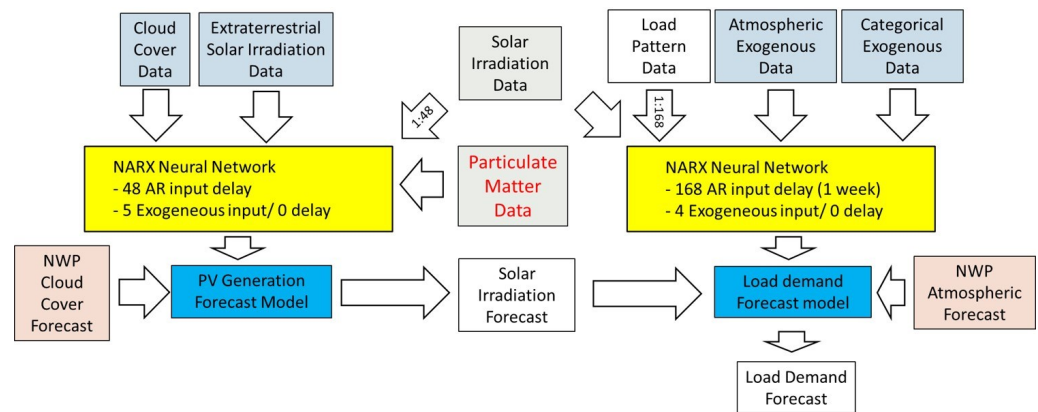 Cloud
Cover
Data
Extraterrestrial
Solar Irradiation
Data
Solar
Irradiation
Data
Load
Pattern
Data
Atmospheric
Exogenous
Data
Categorical
Exogenous
Data
1:48
1:168
NARX Neural Network
- 48 AR input delay
- 5 Exogeneous input/ 0 delay
Particulate
Matter
Data
NARX Neural Network
- 168 AR input delay (1 week)
- 4 Exogeneous input/ 0 delay
NWP
Cloud
Cover
Forecast
PV Generation
Forecast Model
Solar
Irradiation
Forecast
Load demand
Forecast model
NWP
Atmospheric
Forecast
Load Demand
Forecast